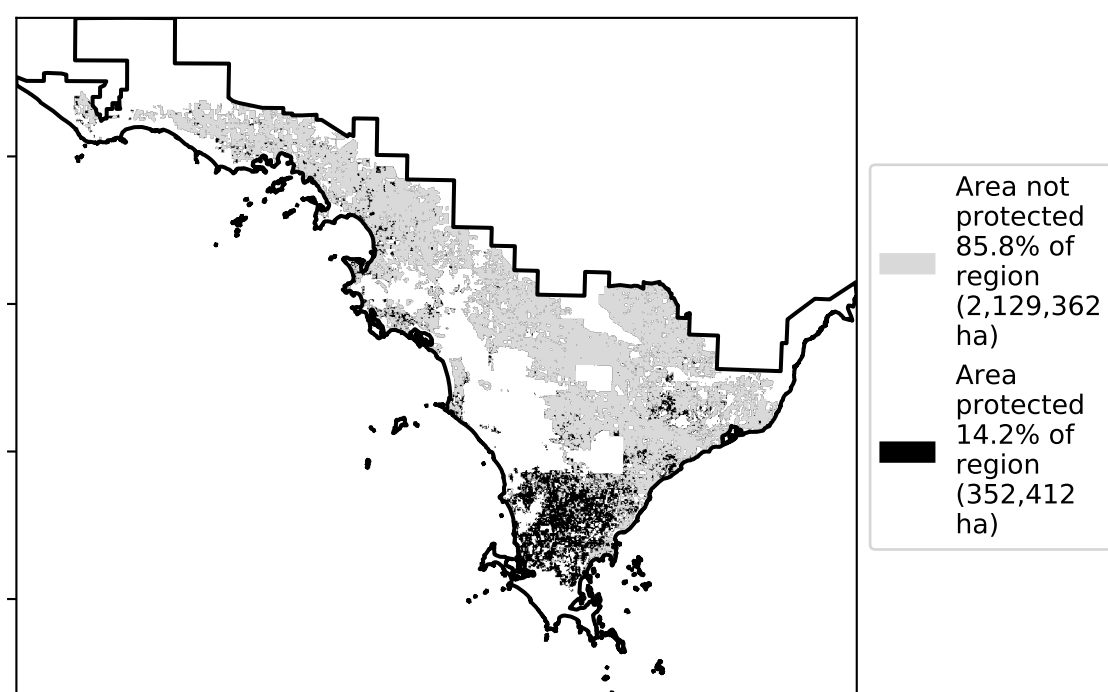 Area not
protected
85.8% of
region
(2,129,362
ha)
Area
protected
14.2% of
region
(352,412
ha)